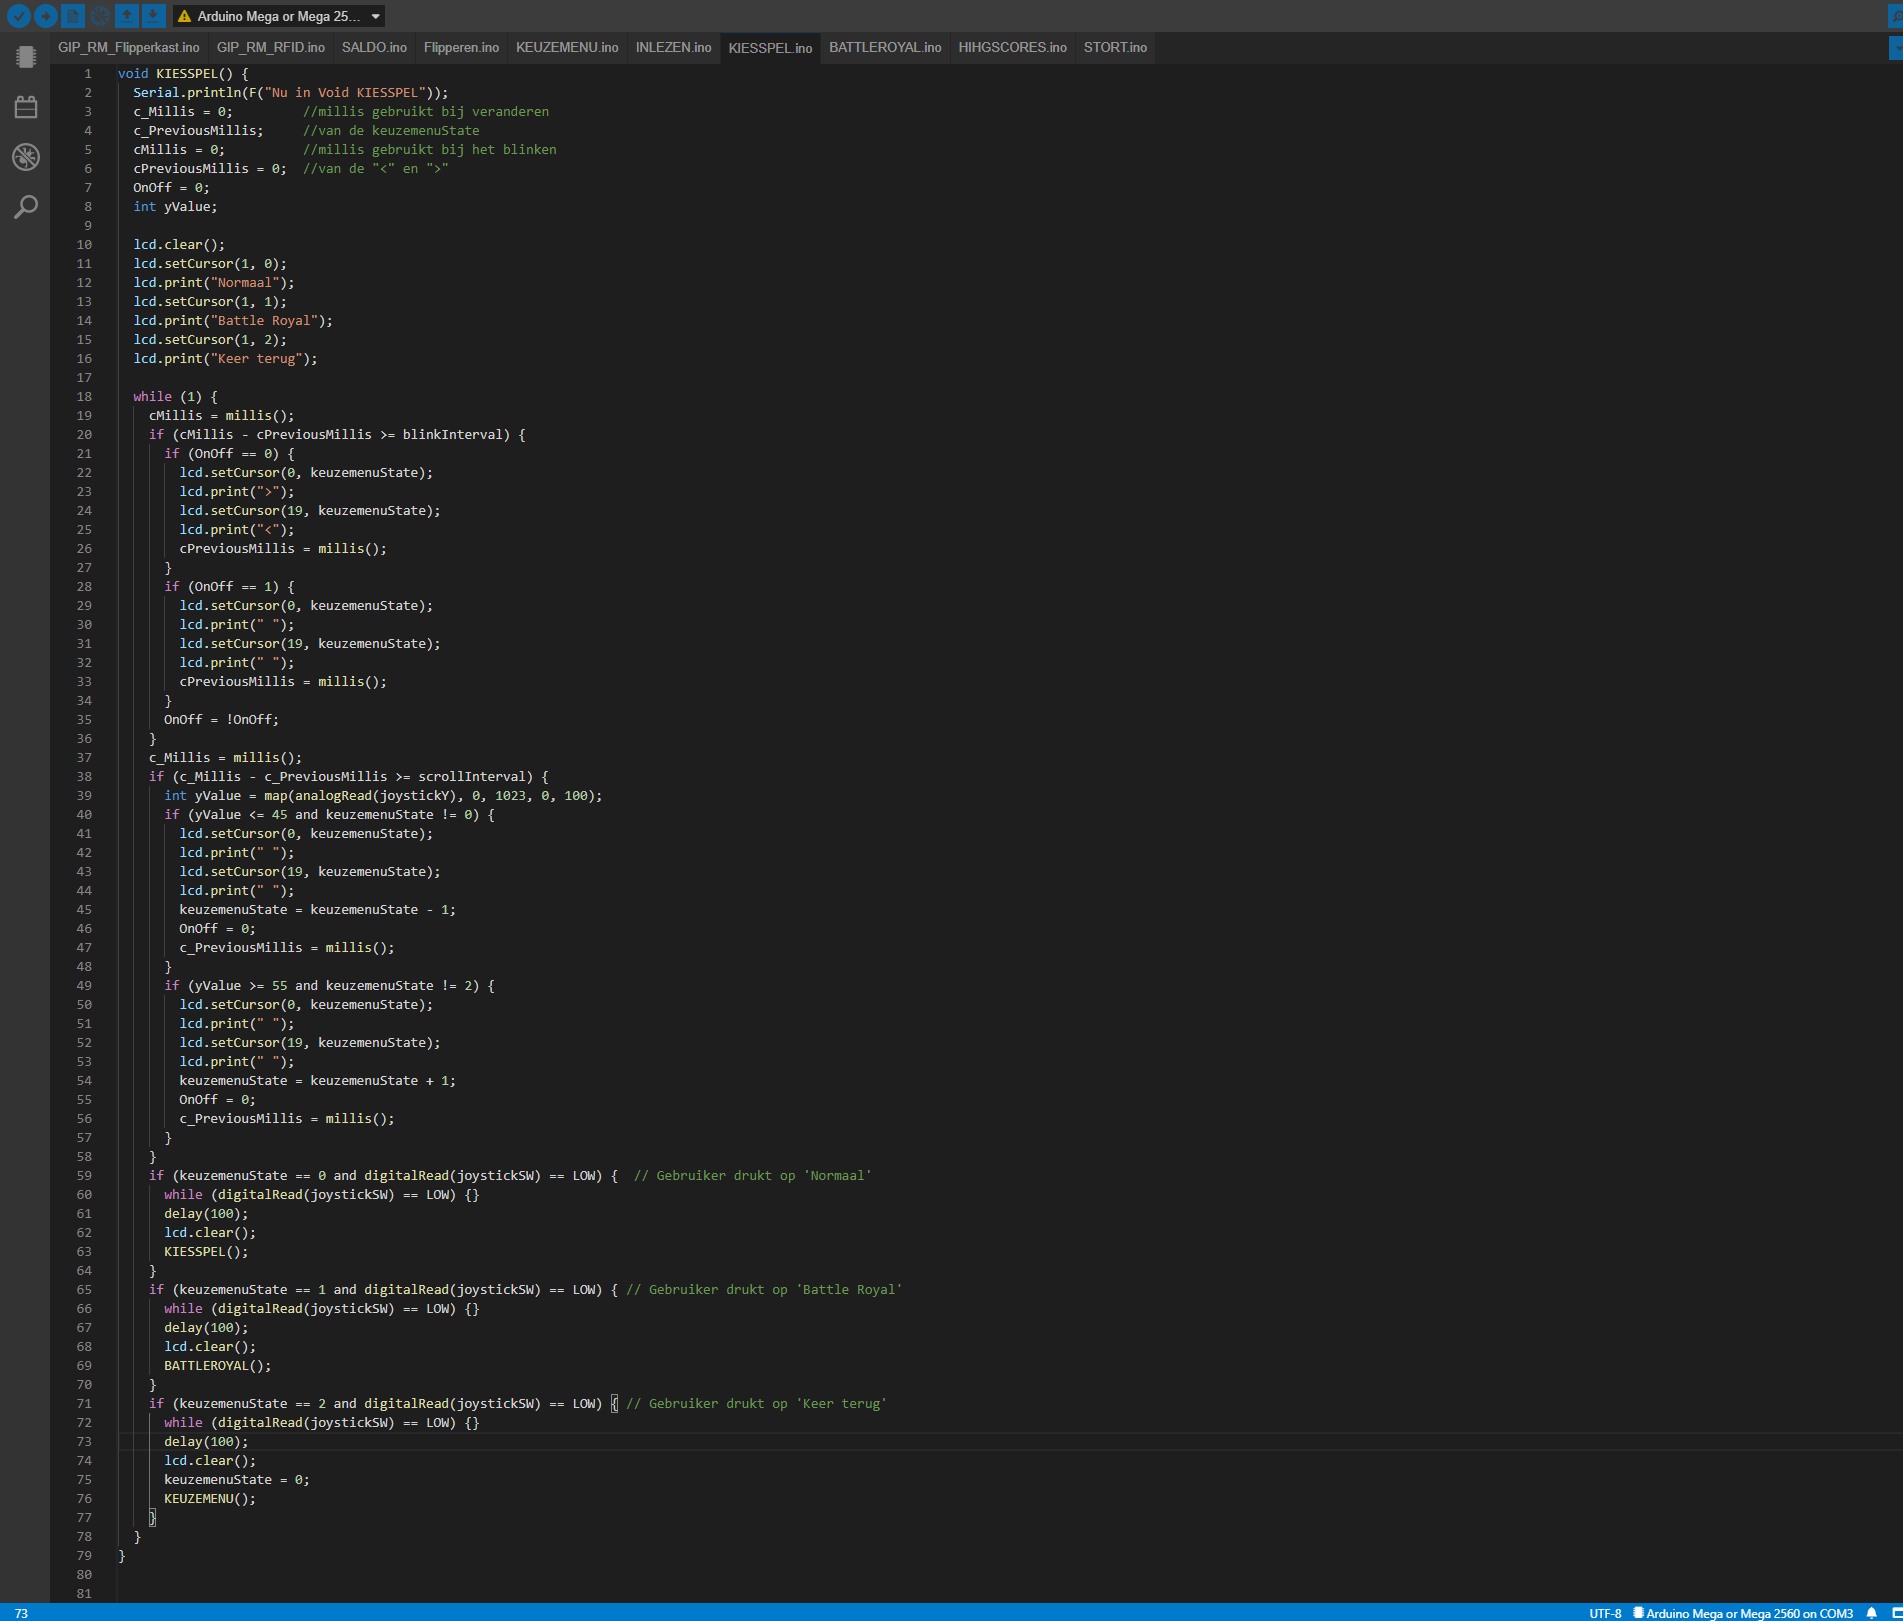 Arduino Mega or Mega 25...
GIP_RM_Flipperkast.ino GIP_RM_RFID.ino SALDO.ino Flipperen.ino KEUZEMENU.ino INLEZEN.ino KIESSPEL.ino BATTLEROYAL.ino HIHGSCORES.ino STORT.ino
1 void KIESSPEL() {
2 Serial.println(F("Nu in Void KIESSPEL"));
3 c_Millis = 0; //millis gebruikt bij veranderen
4 c_PreviousMillis; //van de keuzemenuState
5 cMillis = 0; //millis gebruikt bij het blinken
6 cPreviousMillis = 0; //van de "<" en ">"
7 OnOff = 0;
8 int yValue;
9
10 lcd.clear();
11 lcd.setCursor(1, 0);
12 lcd.print("Normaal");
13 lcd.setCursor(1, 1);
14 lcd.print("Battle Royal");
15 lcd.setCursor(1, 2);
16 lcd.print("Keer terug");
17
18 while (1) {
19 cMillis = millis();
20 if (cMillis - cPreviousMillis >= blinkInterval) {
21 if (OnOff == 0) {
22 lcd.setCursor(0, keuzemenuState);
23 lcd.print(">");
24 lcd.setCursor(19, keuzemenuState);
25 lcd.print("<");
26 cPreviousMillis = millis();
27 }
28 if (OnOff == 1) {
29 lcd.setCursor(0, keuzemenuState);
30 lcd.print(" ");
31 lcd.setCursor(19, keuzemenuState);
32 lcd.print(" ");
33 cPreviousMillis = millis();
34 }
35 OnOff = !OnOff;
36 }
37 c_Millis = millis();
38 if (c_Millis - c_PreviousMillis >= scrollInterval) {
39 int yValue = map(analogRead(joystickY), 0, 1023, 0, 100);
40 if (yValue <= 45 and keuzemenuState != 0) {
41 lcd.setCursor(0, keuzemenuState);
42 lcd.print(" ");
43 lcd.setCursor(19, keuzemenuState);
44 lcd.print(" ");
45 keuzemenuState = keuzemenuState - 1;
46 OnOff = 0;
47 c_PreviousMillis = millis();
48 }
49 if (yValue >= 55 and keuzemenuState != 2) {
50 lcd.setCursor(0, keuzemenuState);
51 lcd.print(" ");
52 lcd.setCursor(19, keuzemenuState);
53 lcd.print(" ");
54 keuzemenuState = keuzemenuState + 1;
55 OnOff = 0;
56 c_PreviousMillis = millis();
57 }
58 }
59 if (keuzemenuState == 0 and digitalRead(joystickSW) == LOW) { // Gebruiker drukt op 'Normaal'
60 while (digitalRead(joystickSW) == LOW) {}
61 delay(100);
62 lcd.clear();
63 KIESSPEL();
64 }
65 if (keuzemenuState == 1 and digitalRead(joystickSW) == LOW) { // Gebruiker drukt op 'Battle Royal'
66 while (digitalRead(joystickSW) == LOW) {}
67 delay(100);
68 lcd.clear();
69 BATTLEROYAL();
70 }
71 if (keuzemenuState == 2 and digitalRead(joystickSW) == LOW) { // Gebruiker drukt op 'Keer terug'
72 while (digitalRead(joystickSW) == LOW) {}
73 delay(100);
74 lcd.clear();
75 keuzemenuState = 0;
76 KEUZEMENU();
77 }
78 }
79 }
80
81
73 UTF-8 Arduino Mega or Mega 2560 on COM3